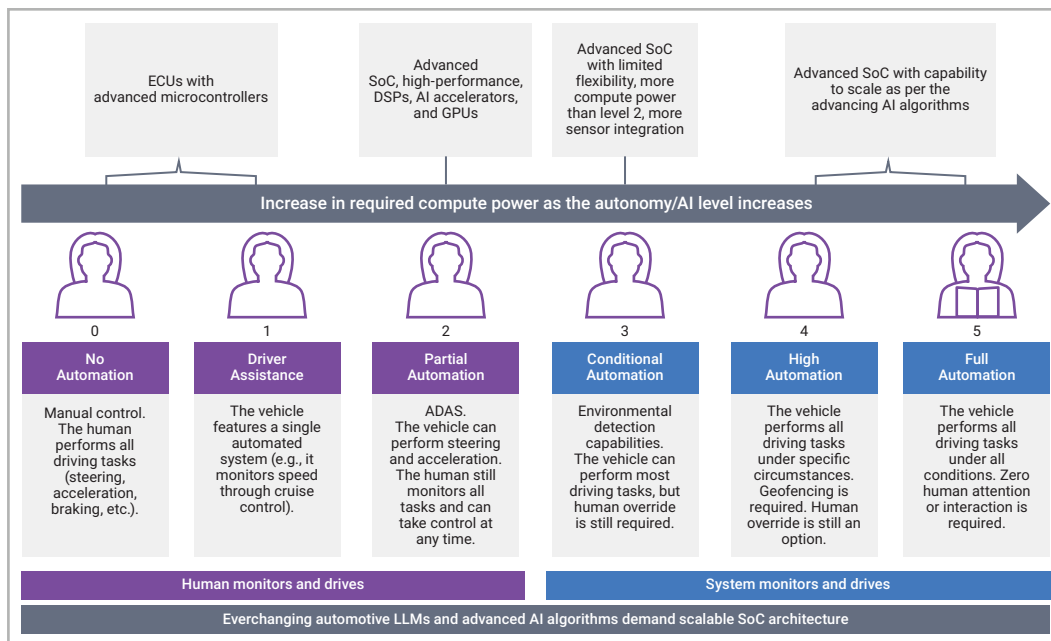 ECUs with
advanced microcontrollers
Advanced
SoC, high-performance,
DSPs, AI accelerators,
and GPUs
Advanced SoC
with limited
flexibility, more
compute power
than level 2, more
sensor integration
Advanced SoC with capability
to scale as per the
advancing AI algorithms
Increase in required compute power as the autonomy/AI level increases
0
No
Automation
Manual control.
The human
performs all
driving tasks
(steering,
acceleration,
braking, etc.).
1
Driver
Assistance
The vehicle
features a single
automated
system (e.g., it
monitors speed
through cruise
control).
2
Partial
Automation
ADAS.
The vehicle can
perform steering
and acceleration.
The human still
monitors all
tasks and can
take control at
any time.
3
Conditional
Automation
Environmental
detection
capabilities.
The vehicle can
perform most
driving tasks, but
human override
is still required.
4
High
Automation
The vehicle
performs all
driving tasks
under specific
circumstances.
Geofencing is
required. Human
override is still an
option.
5
Full
Automation
The vehicle
performs all
driving tasks
under all
conditions. Zero
human attention
or interaction is
required.
Human monitors and drives
System monitors and drives
Everchanging automotive LLMs and advanced AI algorithms demand scalable SoC architecture